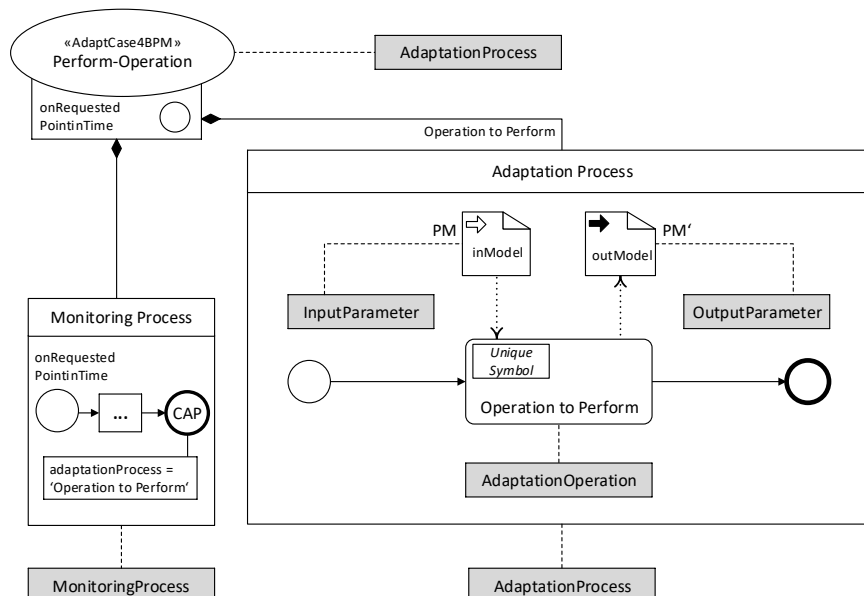 «AdaptCase4BPM»
Perform-Operation
AdaptationProcess
onRequested
PointinTime
Operation to Perform
Adaptation Process
PM
inModel
outModel
PM‘
InputParameter
OutputParameter
Monitoring Process
onRequested
PointinTime
...
CAP
adaptationProcess =
‘Operation to Perform‘
Unique
Symbol
Operation to Perform
AdaptationOperation
MonitoringProcess
AdaptationProcess